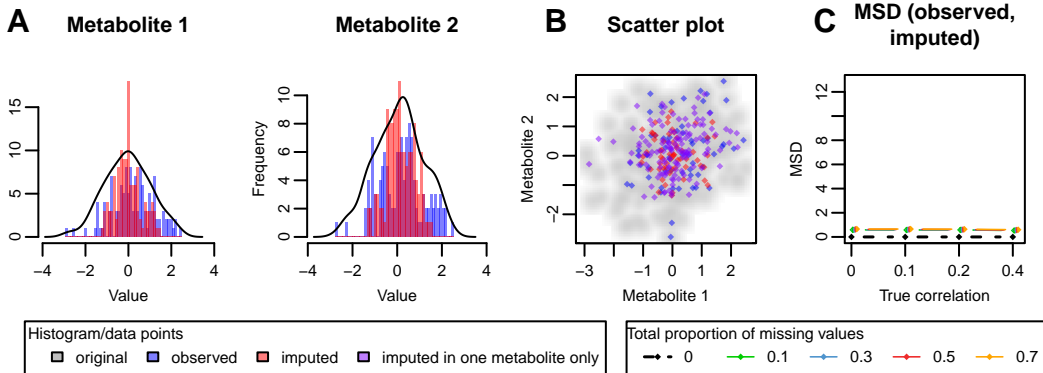 A
Metabolite 1
Metabolite 2
B
Scatter plot
C
MSD (observed,
imputed)
0
5
10
15
−4
−2
0
2
4
Value
Frequency
0
2
4
6
8
10
−4
−2
0
2
4
Value
Metabolite 2
−2
0
1
2
−3
−1
0
1
2
Metabolite 1
MSD
0
2
4
8
12
0
0.1
0.2
0.4
True correlation
Histogram/data points
original
observed
imputed
imputed in one metabolite only
Total proportion of missing values
0
0.1
0.3
0.5
0.7